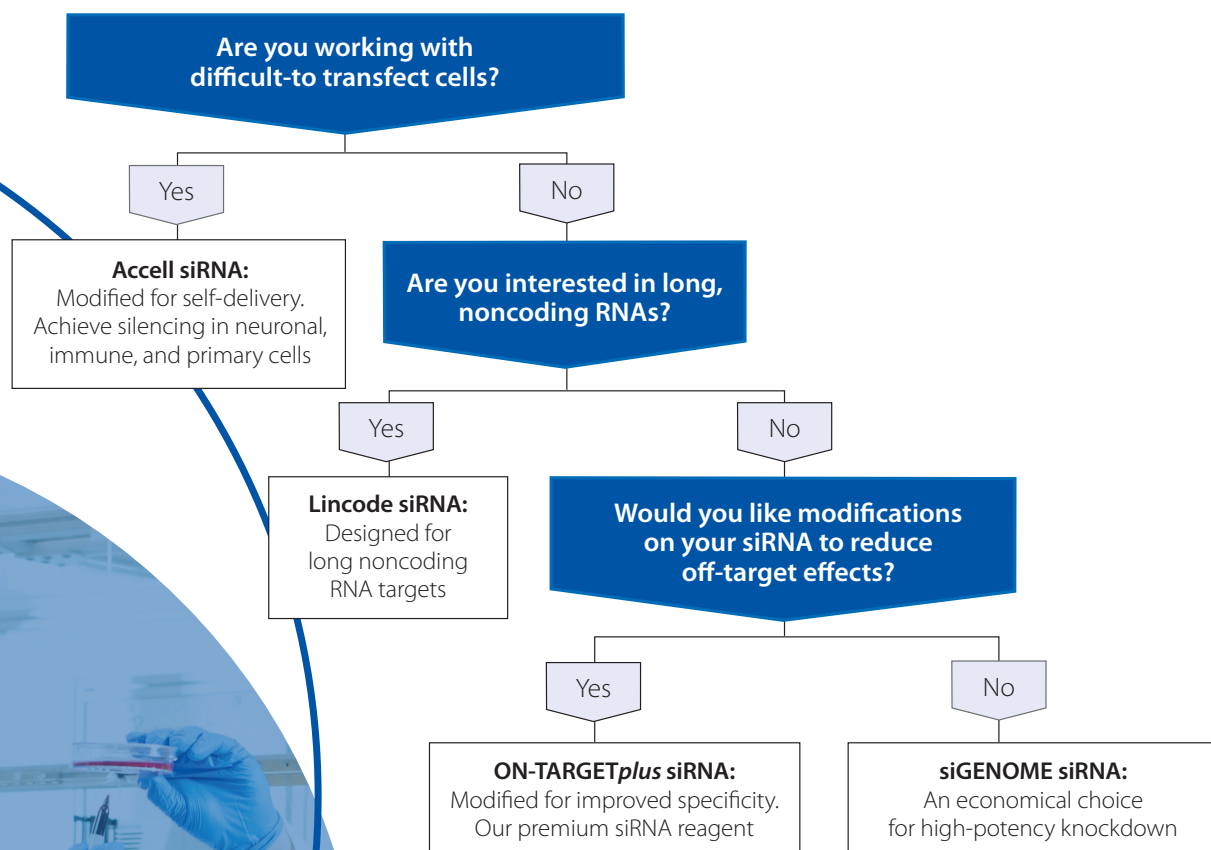 Are you working with
difficult-to transfect cells?
Yes
No
Accell siRNA:
Modified for self-delivery.
Achieve silencing in neuronal,
immune, and primary cells
Are you interested in long,
noncoding RNAs?
Yes
No
Lincode siRNA:
Designed for
long noncoding
RNA targets
Would you like modifications
on your siRNA to reduce
off-target effects?
Yes
No
ON-TARGETplus siRNA:
Modified for improved specificity.
Our premium siRNA reagent
siGENOME siRNA:
An economical choice
for high-potency knockdown